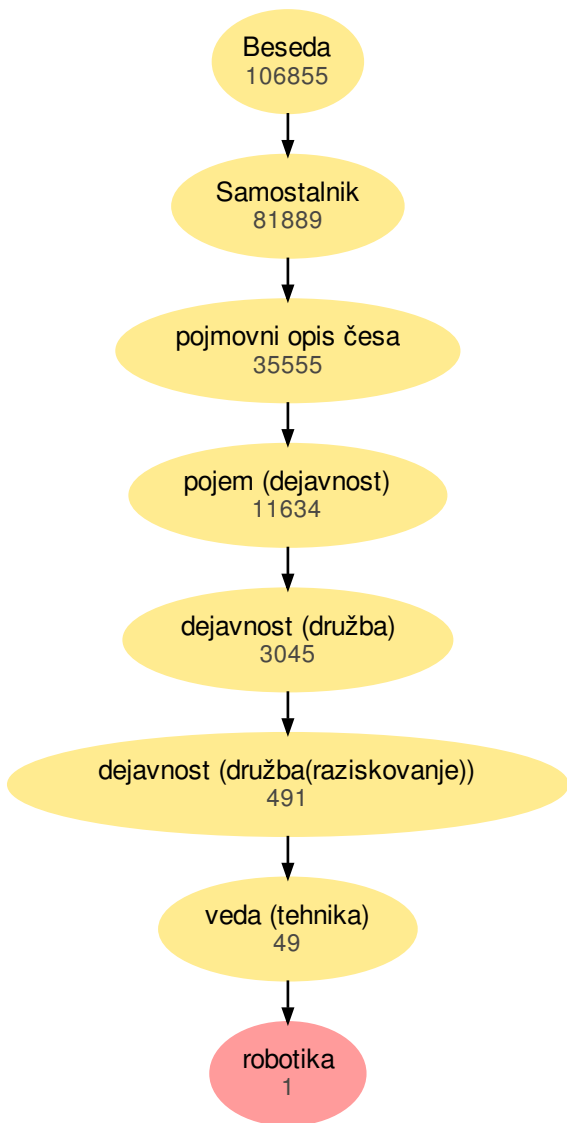 Beseda
106855
Samostalnik
81889
pojmovni opis česa
35555
pojem (dejavnost)
11634
dejavnost (družba)
3045
dejavnost (družba(raziskovanje))
491
veda (tehnika)
49
robotika
1